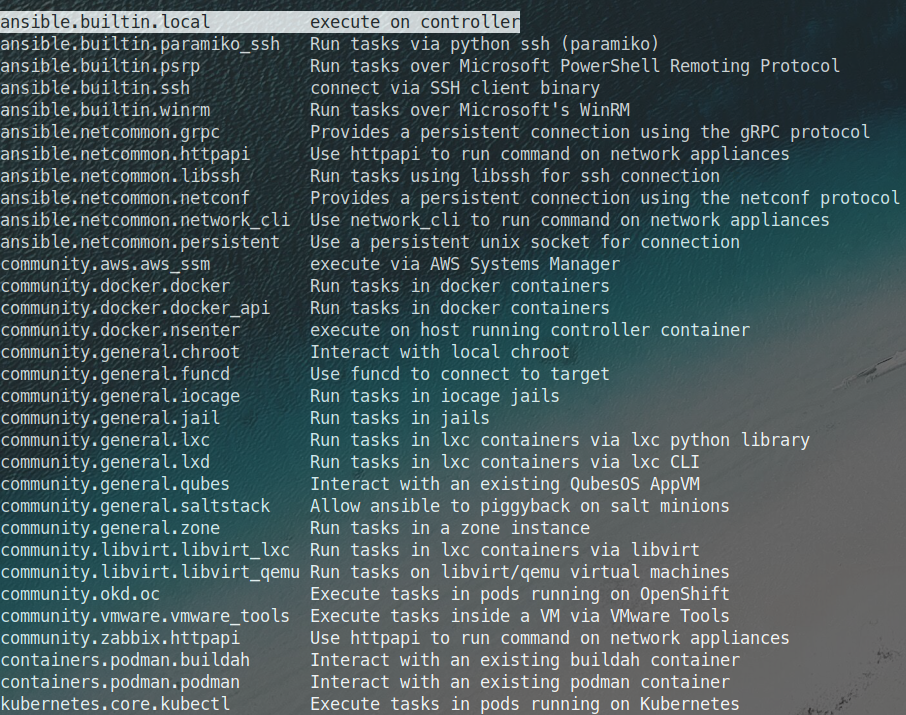 ansible.builtin.local          execute on controller
ansible.builtin.paramiko_ssh   Run tasks via python ssh (paramiko)
ansible.builtin.psrp           Run tasks over Microsoft PowerShell Remoting Protocol
ansible.builtin.ssh            connect via SSH client binary
ansible.builtin.winrm          Run tasks over Microsoft's WinRM
ansible.netcommon.grpc         Provides a persistent connection using the gRPC protocol
ansible.netcommon.httpapi      Use httpapi to run command on network appliances
ansible.netcommon.libssh       Run tasks using libssh for ssh connection
ansible.netcommon.netconf      Provides a persistent connection using the netconf protocol
ansible.netcommon.network_cli  Use network_cli to run command on network appliances
ansible.netcommon.persistent   Use a persistent unix socket for connection
community.aws.aws_ssm          execute via AWS Systems Manager
community.docker.docker        Run tasks in docker containers
community.docker.docker_api    Run tasks in docker containers
community.docker.nsenter       execute on host running controller container
community.general.chroot       Interact with local chroot
community.general.funcd        Use funcd to connect to target
community.general.iocage       Run tasks in iocage jails
community.general.jail         Run tasks in jails
community.general.lxc          Run tasks in lxc containers via lxc python library
community.general.lxd          Run tasks in lxc containers via lxc CLI
community.general.qubes        Interact with an existing QubesOS AppVM
community.general.saltstack    Allow ansible to piggyback on salt minions
community.general.zone         Run tasks in a zone instance
community.libvirt.libvirt_lxc  Run tasks in lxc containers via libvirt
community.libvirt.libvirt_qemu Run tasks on libvirt/qemu virtual machines
community.okd.oc               Execute tasks in pods running on OpenShift
community.vmware.vmware_tools  Execute tasks inside a VM via VMware Tools
community.zabbix.httpapi       Use httpapi to run command on network appliances
containers.podman.buildah      Interact with an existing buildah container
containers.podman.podman       Interact with an existing podman container
kubernetes.core.kubectl        Execute tasks in pods running on Kubernetes